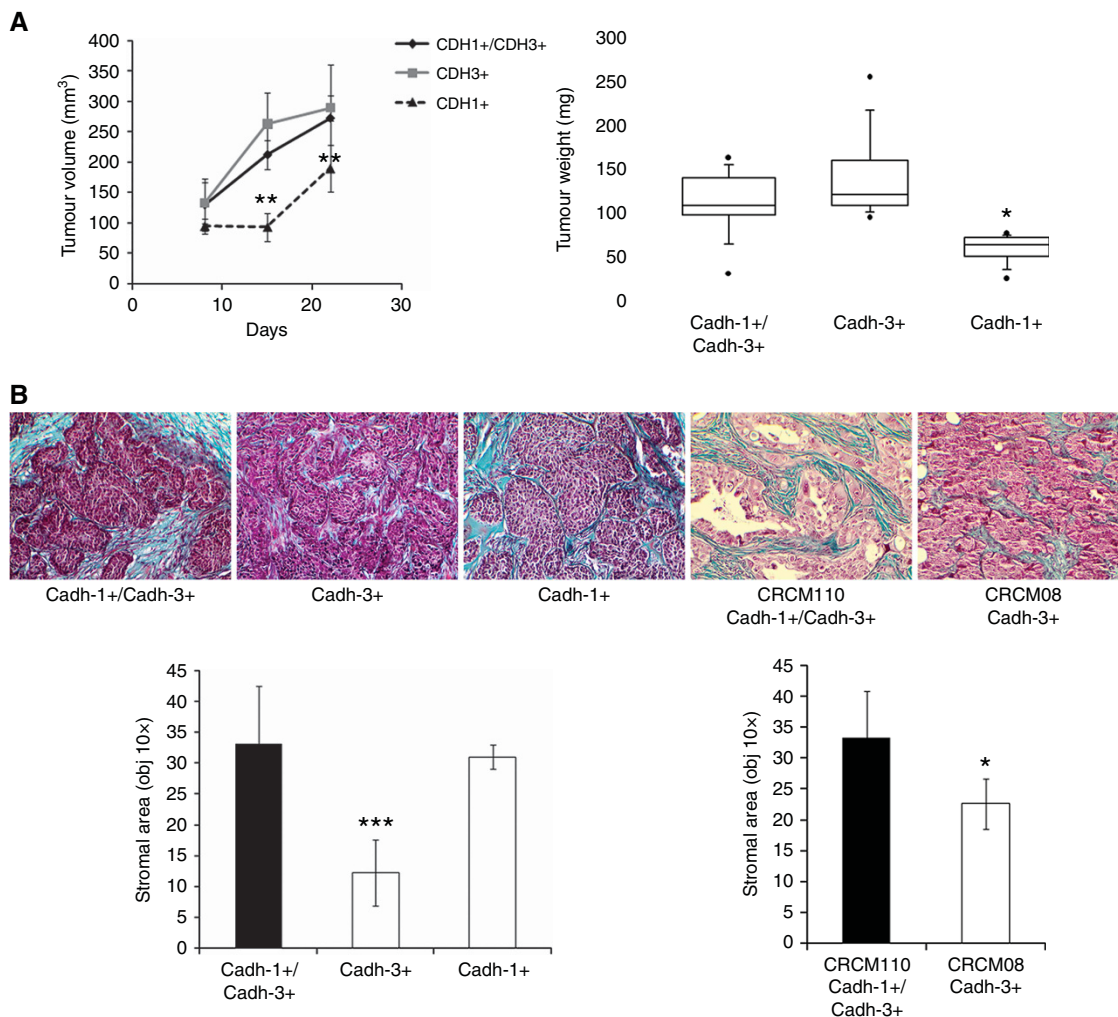 A
400
350
300
250
200
150
100
50
0
Tumour volume (mm³)
0
10
20
30
Days
CDH1+/CDH3+
CDH3+
CDH1+
**
**
300
250
200
150
100
50
0
Tumour weight (mg)
*
Cadh-1+/
Cadh-3+
Cadh-3+
Cadh-1+
B
Cadh-1+/Cadh-3+
Cadh-3+
Cadh-1+
CRCM110
Cadh-1+/Cadh-3+
CRCM08
Cadh-3+
45
40
35
30
25
20
15
10
5
0
Stromal area (obj 10×)
***
Cadh-1+/
Cadh-3+
Cadh-3+
Cadh-1+
45
40
35
30
25
20
15
10
5
0
Stromal area (obj 10×)
*
CRCM110
Cadh-1+/
Cadh-3+
CRCM08
Cadh-3+